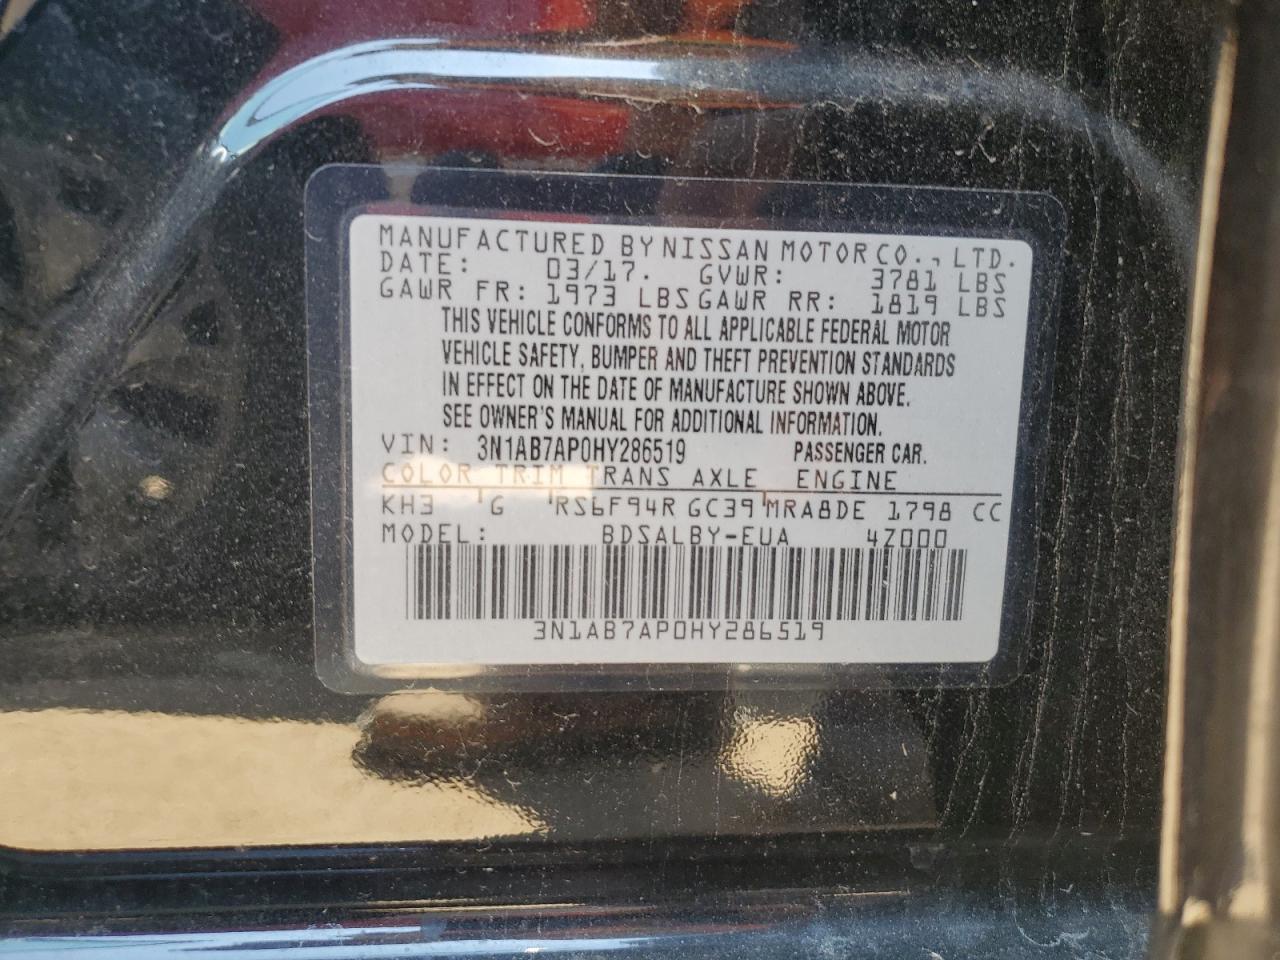 MANUFACTURED BY NISSAN MOTOR CO., LTD.
DATE: 03/17. GVWR: 3781 LBS
GAWR FR: 1973 LBS GAWR RR: 1819 LBS
THIS VEHICLE CONFORMS TO ALL APPLICABLE FEDERAL MOTOR
VEHICLE SAFETY, BUMPER AND THEFT PREVENTION STANDARDS
IN EFFECT ON THE DATE OF MANUFACTURE SHOWN ABOVE.
SEE OWNER'S MANUAL FOR ADDITIONAL INFORMATION.
VIN: 3N1AB7AP0HY286519 PASSENGER CAR.
COLOR TRIM TRANS AXLE ENGINE
KH3 G RS6F94R GC39 MRA8DE 1798 CC
MODEL: BDSALBY-EUA 4Z000
3N1AB7AP0HY286519